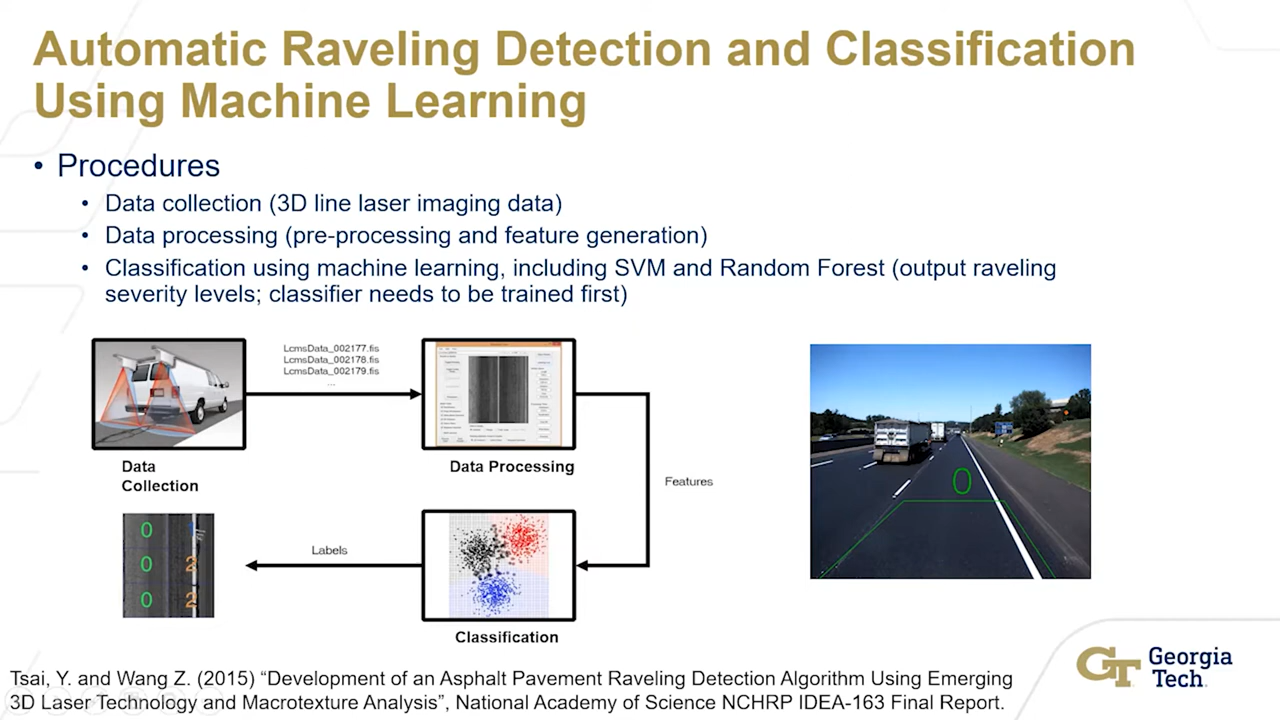 Automatic Raveling Detection and Classification
Using Machine Learning
• Procedures
• Data collection (3D line laser imaging data)
• Data processing (pre-processing and feature generation)
• Classification using machine learning, including SVM and Random Forest (output raveling
severity levels; classifier needs to be trained first)
LcmsData_002177.fis
LcmsData_002178.fis
LcmsData_002179.fis
...
Data
Collection
Data Processing
Features
0
Labels
0
0 2
0 2
Classification
Georgia
Tech
Tsai, Y. and Wang Z. (2015) “Development of an Asphalt Pavement Raveling Detection Algorithm Using Emerging
3D Laser Technology and Macrotexture Analysis”, National Academy of Science NCHRP IDEA-163 Final Report.